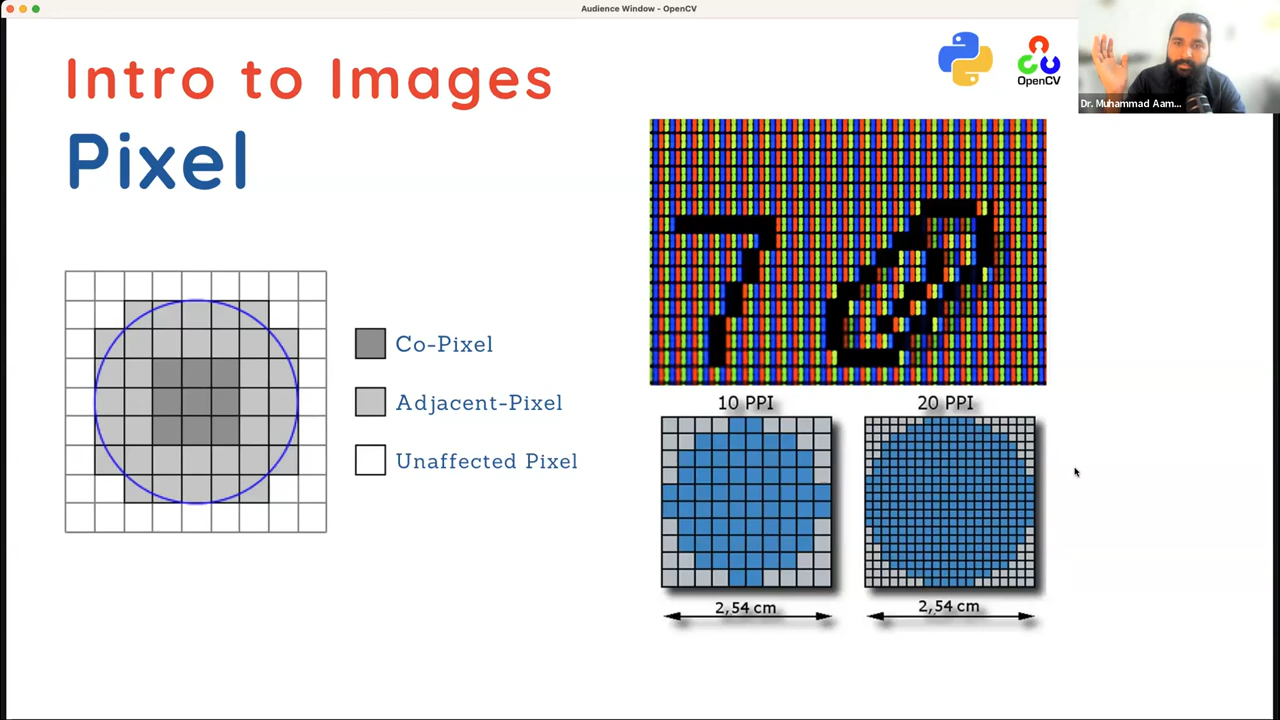 Audience Window - OpenCV
Intro to Images
Pixel
OpenCV
Dr. Muhammad Aam...
Co-Pixel
Adjacent-Pixel
Unaffected Pixel
10 PPI
20 PPI
2,54 cm
2,54 cm